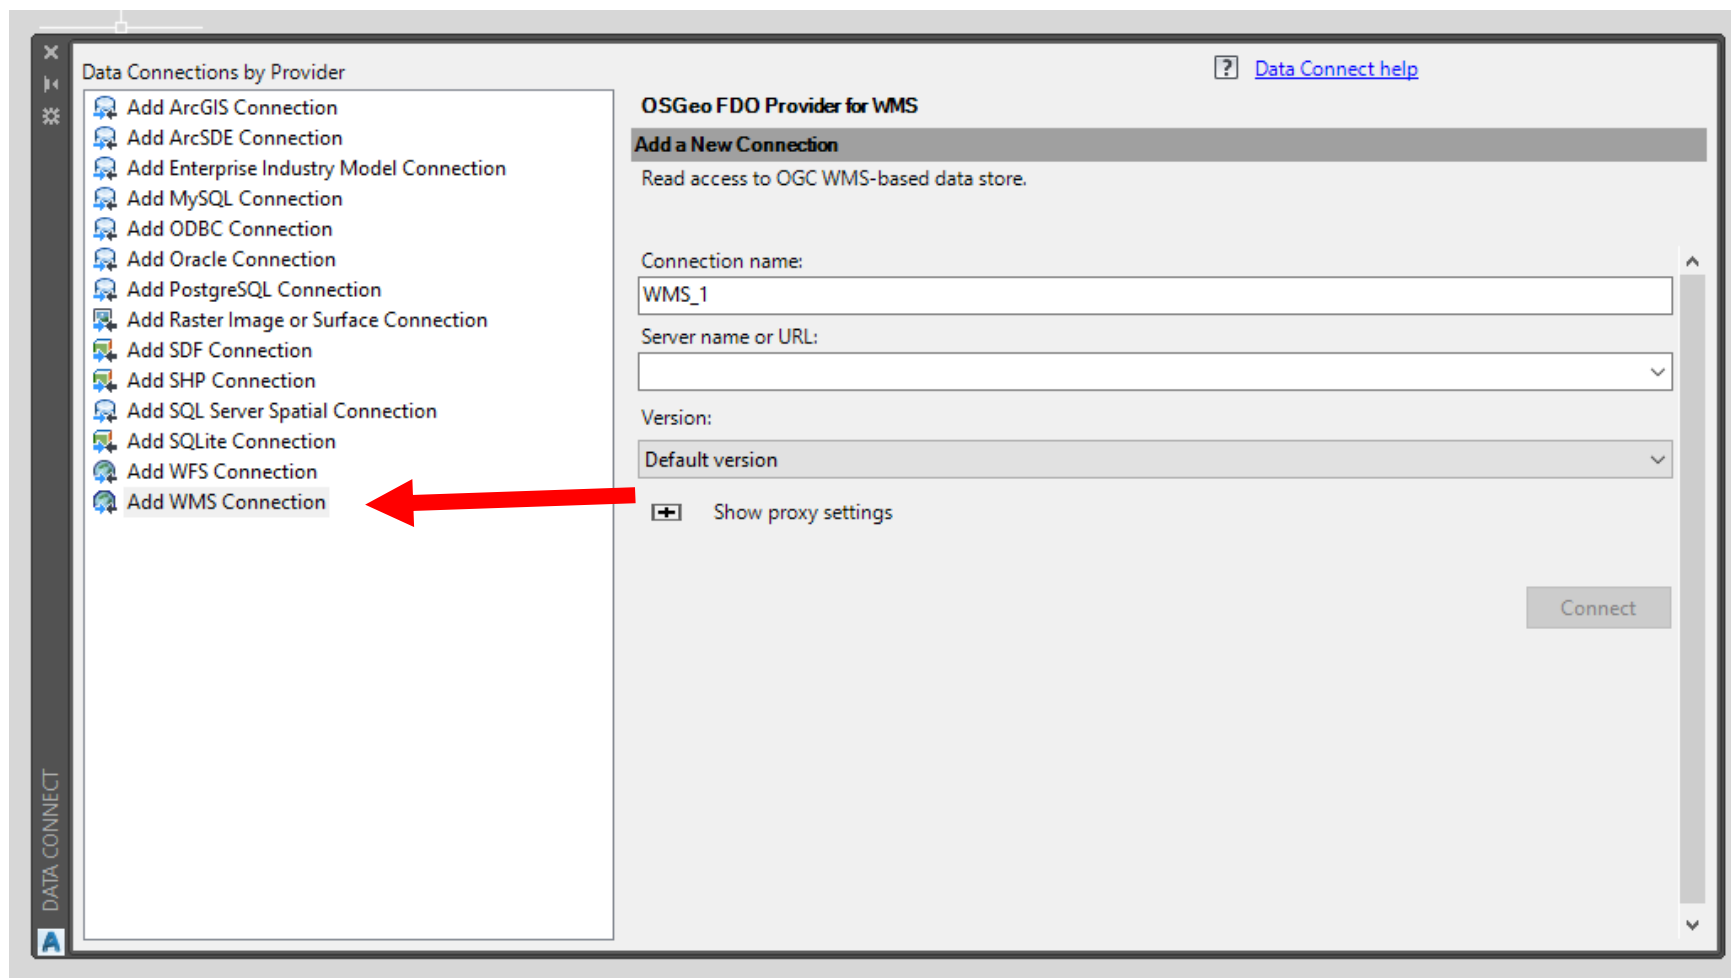 Data Connections by Provider
Add ArcGIS Connection
Add ArcSDE Connection
Add Enterprise Industry Model Connection
Add MySQL Connection
Add ODBC Connection
Add Oracle Connection
Add PostgreSQL Connection
Add Raster Image or Surface Connection
Add SDF Connection
Add SHP Connection
Add SQL Server Spatial Connection
Add SQLite Connection
Add WFS Connection
Add WMS Connection
? Data Connect help
OSGeo FDO Provider for WMS
Add a New Connection
Read access to OGC WMS-based data store.
Connection name:
WMS_1
Server name or URL:
Version:
Default version
Show proxy settings
Connect
DATA CONNECT
A